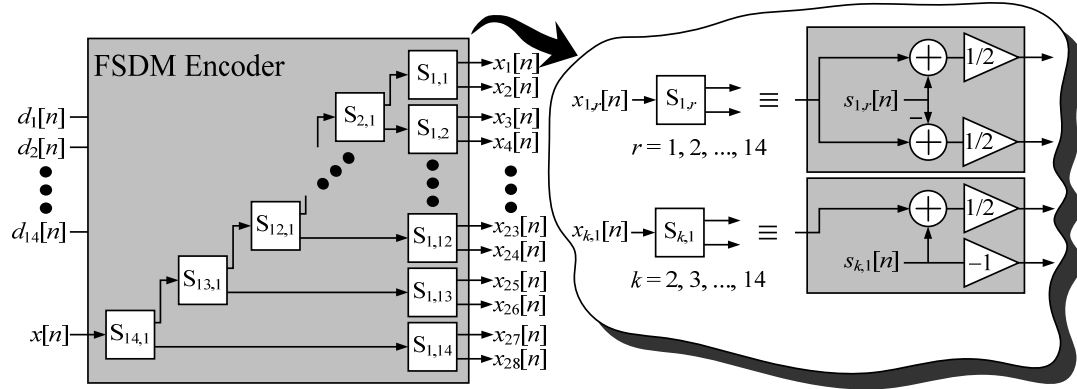 FSDM Encoder
d₁[n]
d₂[n]
d₁₄[n]
x[n]
S₁₄,₁
S₁₃,₁
S₁₂,₁
S₂,₁
S₁,₁
S₁,₂
S₁,₁₂
S₁,₁₃
S₁,₁₄
x₁[n]
x₂[n]
x₃[n]
x₄[n]
x₂₃[n]
x₂₄[n]
x₂₅[n]
x₂₆[n]
x₂₇[n]
x₂₈[n]
x₁,ᵣ[n] S₁,ᵣ ≡
r = 1, 2, ..., 14
s₁,ᵣ[n]
+ 1/2
−
+ 1/2
xₖ,₁[n] Sₖ,₁ ≡
k = 2, 3, ..., 14
+ 1/2
sₖ,₁[n] −1